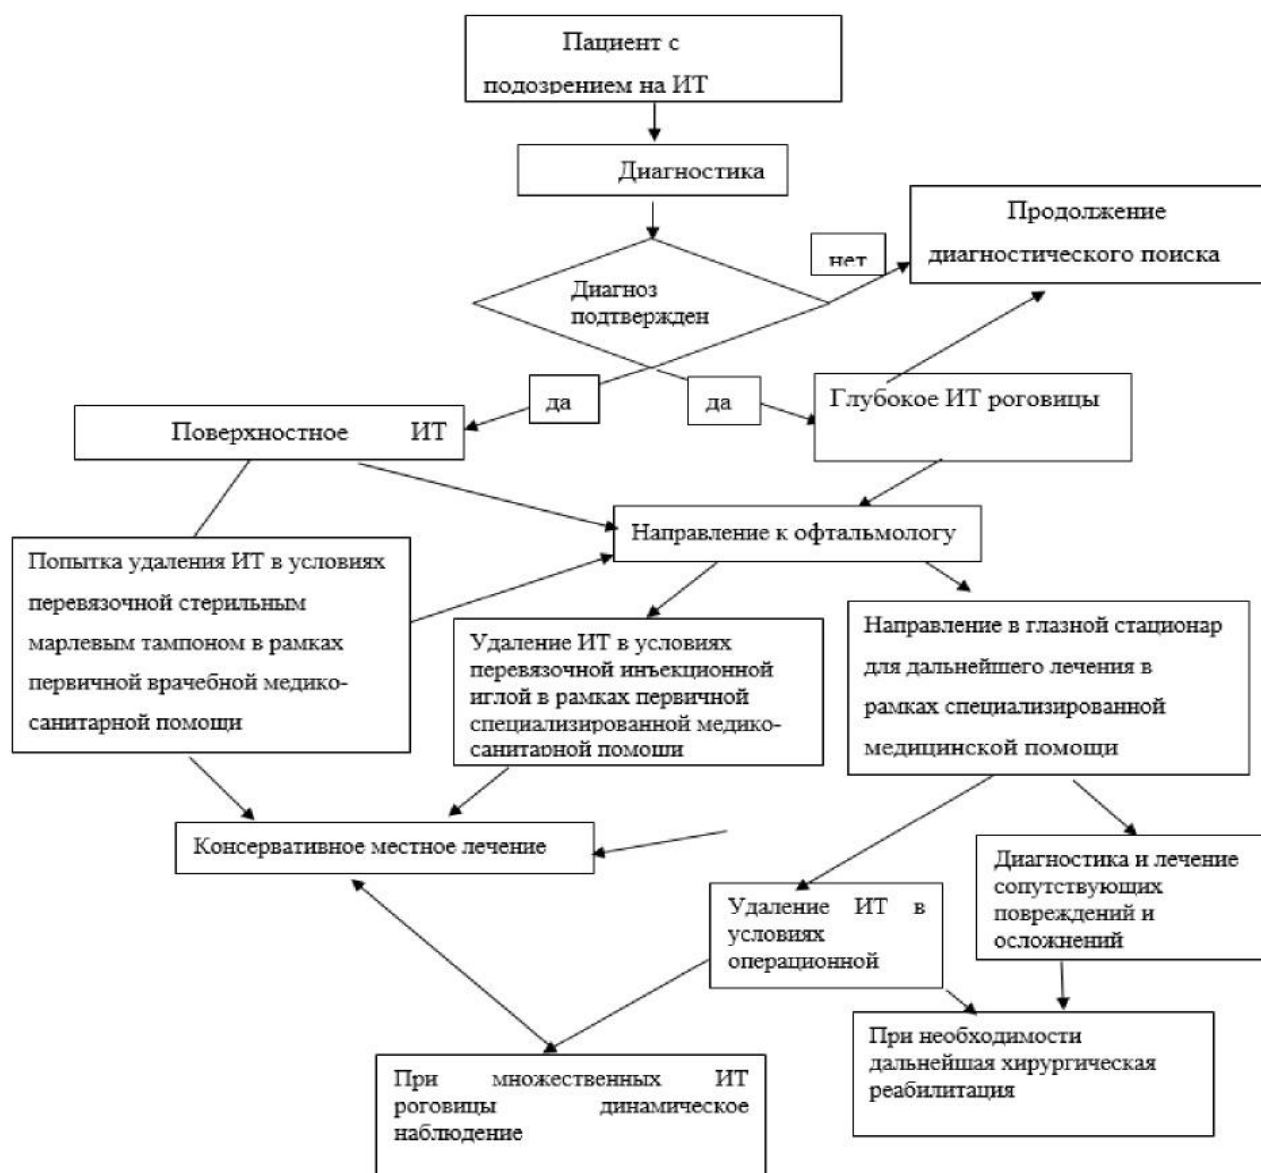 Пациент с
подозрением на ИТ
Диагностика
Продолжение
диагностического поиска
нет
Диагноз
подтвержден
да
да
Глубокое ИТ роговицы
Поверхностное ИТ
Направление к офтальмологу
Попытка удаления ИТ в условиях
перевязочной стерильным
марлевым тампоном в рамках
первичной врачебной медико-
санитарной помощи
Удаление ИТ в условиях
перевязочной инъекционной
иглой в рамках первичной
специализированной медико-
санитарной помощи
Направление в глазной стационар
для дальнейшего лечения в
рамках специализированной
медицинской помощи
Консервативное местное лечение
Удаление ИТ в
условиях
операционной
Диагностика и лечение
сопутствующих
повреждений и
осложнений
При множественных ИТ
роговицы динамическое
наблюдение
При необходимости
дальнейшая хирургическая
реабилитация